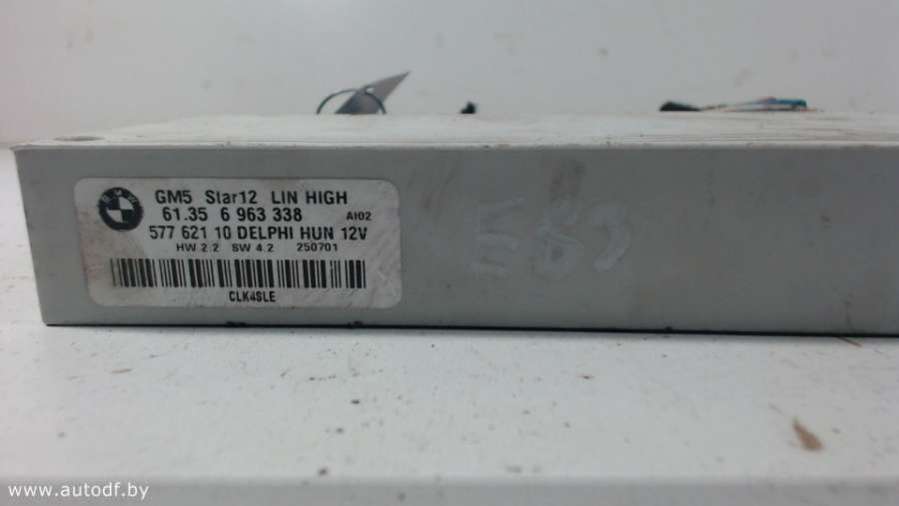 BMW
GM5 Star12 LIN HIGH
61.35 6 963 338 AI02
577 621 10 DELPHI HUN 12V
HW 2.2 SW 4.2 250701
CLK4SLE
www.autodf.by